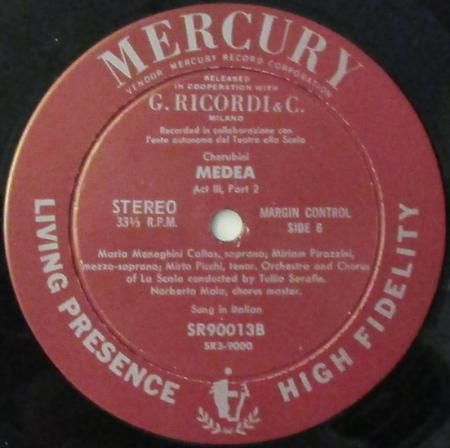 MERCURY
VENDOR MERCURY RECORD CORPORATION
RELEASED
IN COOPERATION WITH
G. RICORDI & C.
MILANO
Recorded in collaborazione con
l'ente autonomo del Teatro alla Scala
Cherubini
MEDEA
Act III, Part 2
STEREO
33⅓ R.P.M.
MARGIN CONTROL
SIDE 6
Maria Meneghini Callas, soprano; Miriam Pirazzini,
mezzo-soprano; Mirto Picchi, tenor. Orchestra and Chorus
of La Scala conducted by Tullio Serafin.
Norberto Mola, chorus master.
Sung in Italian
SR90013B
SR3-9000
LIVING PRESENCE
HIGH FIDELITY